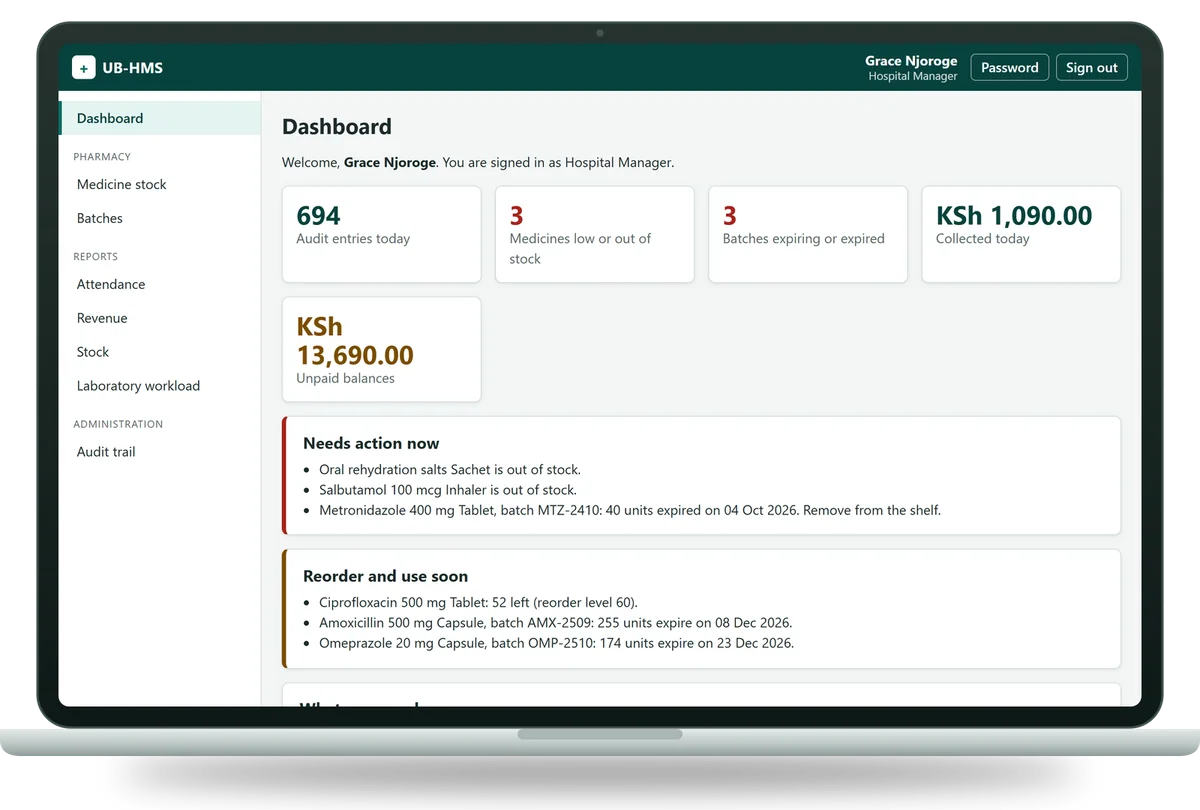 + UB-HMS
Grace Njoroge
Hospital Manager
Password
Sign out
Dashboard
PHARMACY
Medicine stock
Batches
REPORTS
Attendance
Revenue
Stock
Laboratory workload
ADMINISTRATION
Audit trail
Dashboard
Welcome, Grace Njoroge. You are signed in as Hospital Manager.
694
Audit entries today
3
Medicines low or out of
stock
3
Batches expiring or expired
KSh 1,090.00
Collected today
KSh
13,690.00
Unpaid balances
Needs action now
• Oral rehydration salts Sachet is out of stock.
• Salbutamol 100 mcg Inhaler is out of stock.
• Metronidazole 400 mg Tablet, batch MTZ-2410: 40 units expired on 04 Oct 2026. Remove from the shelf.
Reorder and use soon
• Ciprofloxacin 500 mg Tablet: 52 left (reorder level 60).
• Amoxicillin 500 mg Capsule, batch AMX-2509: 255 units expire on 08 Dec 2026.
• Omeprazole 20 mg Capsule, batch OMP-2510: 174 units expire on 23 Dec 2026.